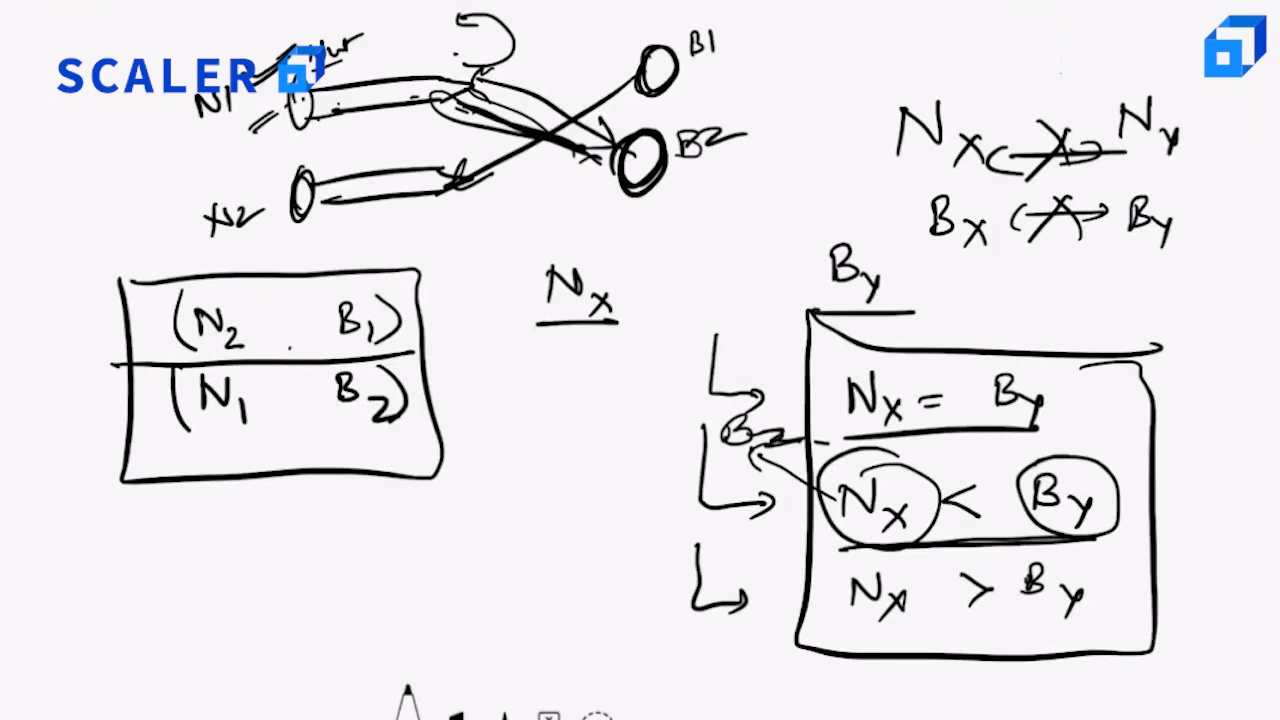 SCALER
N1
B1
B2
N2
Nx Ny
Bx By
(N2 B1)
(N1 B2)
Nx
By
Nx = By
B2
Nx < By
Nx > By